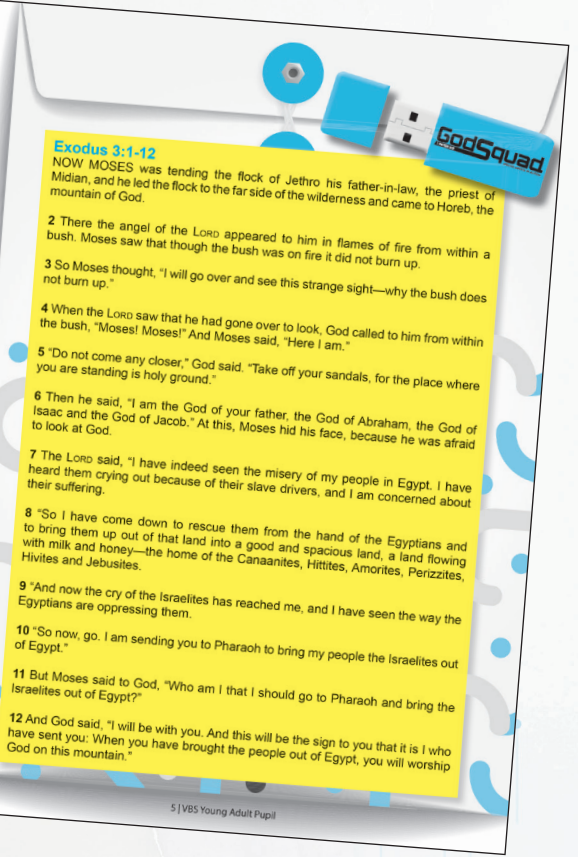 GodSquad
Exodus 3:1-12
NOW MOSES was tending the flock of Jethro his father-in-law, the priest of
Midian, and he led the flock to the far side of the wilderness and came to Horeb, the
mountain of God.
2 There the angel of the LORD appeared to him in flames of fire from within a
bush. Moses saw that though the bush was on fire it did not burn up.
3 So Moses thought, “I will go over and see this strange sight—why the bush does
not burn up.”
4 When the LORD saw that he had gone over to look, God called to him from within
the bush, “Moses! Moses!” And Moses said, “Here I am.”
5 “Do not come any closer,” God said. “Take off your sandals, for the place where
you are standing is holy ground.”
6 Then he said, “I am the God of your father, the God of Abraham, the God of
Isaac and the God of Jacob.” At this, Moses hid his face, because he was afraid
to look at God.
7 The LORD said, “I have indeed seen the misery of my people in Egypt. I have
heard them crying out because of their slave drivers, and I am concerned about
their suffering.
8 “So I have come down to rescue them from the hand of the Egyptians and
to bring them up out of that land into a good and spacious land, a land flowing
with milk and honey—the home of the Canaanites, Hittites, Amorites, Perizzites,
Hivites and Jebusites.
9 “And now the cry of the Israelites has reached me, and I have seen the way the
Egyptians are oppressing them.
10 “So now, go. I am sending you to Pharaoh to bring my people the Israelites out
of Egypt.”
11 But Moses said to God, “Who am I that I should go to Pharaoh and bring the
Israelites out of Egypt?”
12 And God said, “I will be with you. And this will be the sign to you that it is I who
have sent you: When you have brought the people out of Egypt, you will worship
God on this mountain.”
5 | VBS Young Adult Pupil